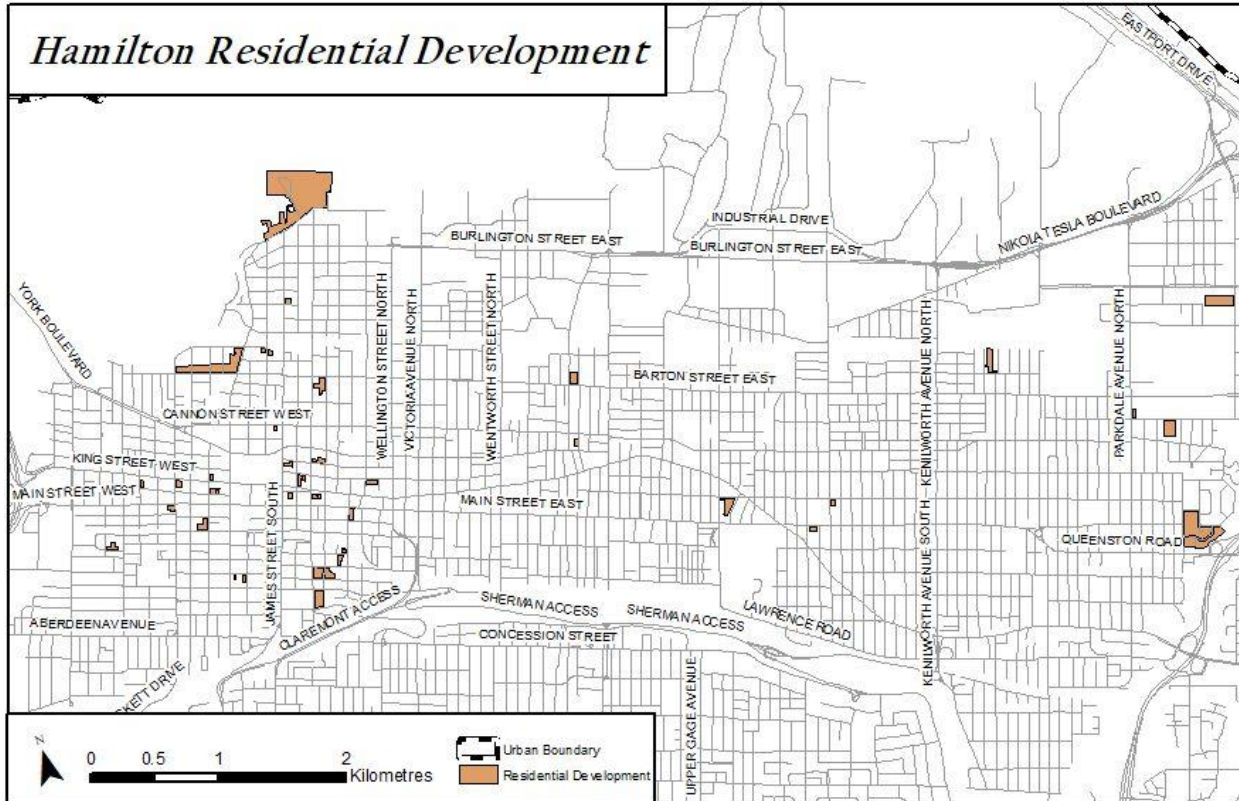 Hamilton Residential Development
EASTPORT DRIVE
NIKOLA TESLA BOULEVARD
INDUSTRIAL DRIVE
BURLINGTON STREET EAST
BURLINGTON STREET EAST
YORK BOULEVARD
WELLINGTON STREET NORTH
VICTORIA AVENUE NORTH
WENTWORTH STREET NORTH
KENILWORTH AVENUE NORTH
PARKDALE AVENUE NORTH
BARTON STREET EAST
CANNON STREET WEST
KING STREET WEST
MAIN STREET WEST
MAIN STREET EAST
JAMES STREET SOUTH
QUEENSTON ROAD
KENILWORTH AVENUE SOUTH
CLAREMONT ACCESS
SHERMAN ACCESS
SHERMAN ACCESS
LAWRENCE ROAD
ABERDEEN AVENUE
CONCESSION STREET
SKETT DRIVE
UPPER GAGE AVENUE
N
0 0.5 1 2
Kilometres
Urban Boundary
Residential Development